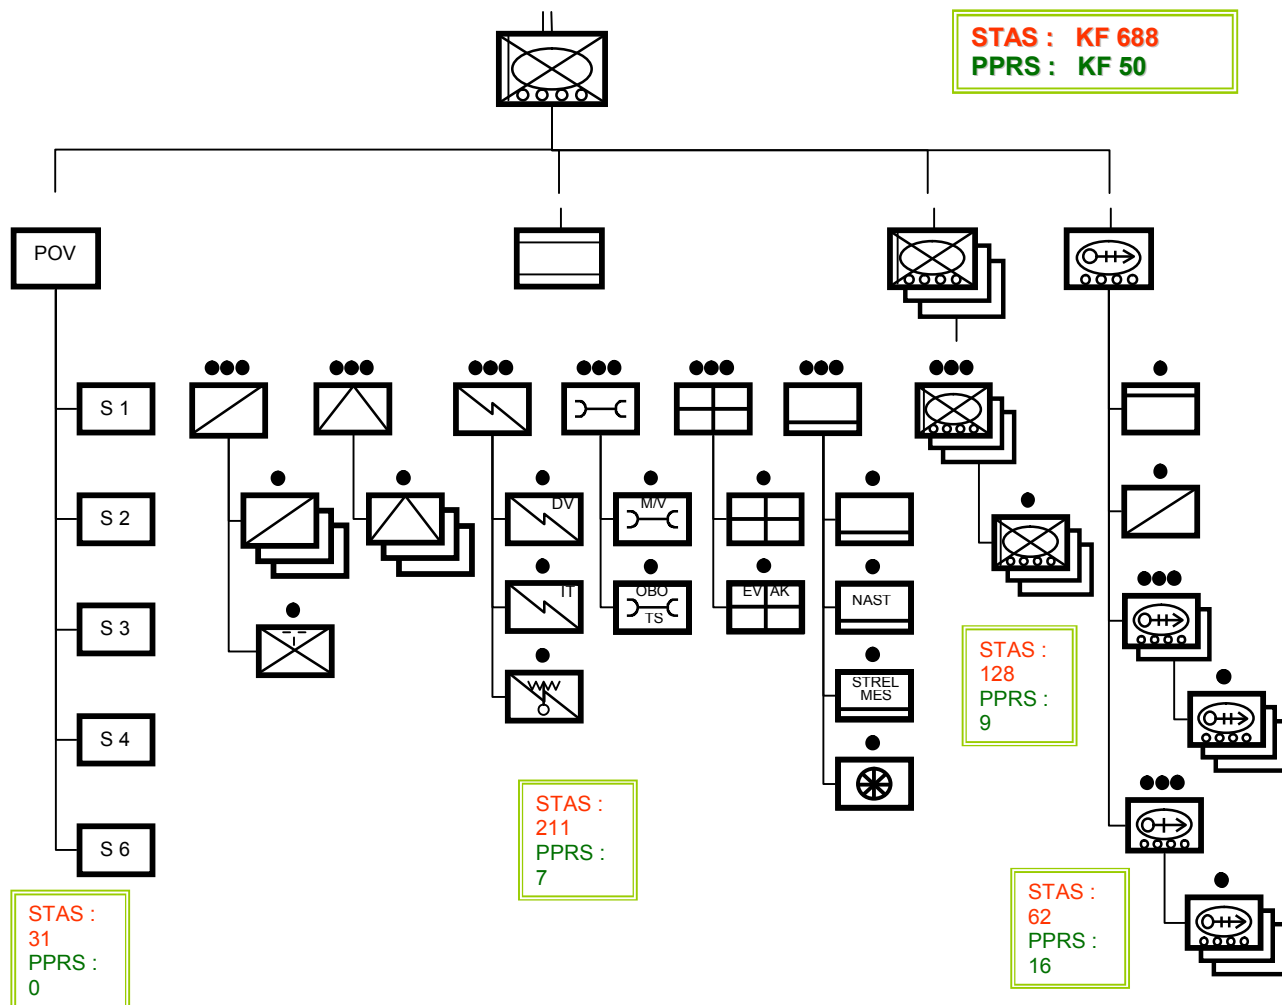 STAS : KF 688
PPRS : KF 50
POV
S 1
S 2
S 3
S 4
S 6
DV
IT
M/V
OBO
TS
EV AK
NAST
STREL
MES
STAS :
128
PPRS :
9
STAS :
211
PPRS :
7
STAS :
62
PPRS :
16
STAS :
31
PPRS :
0